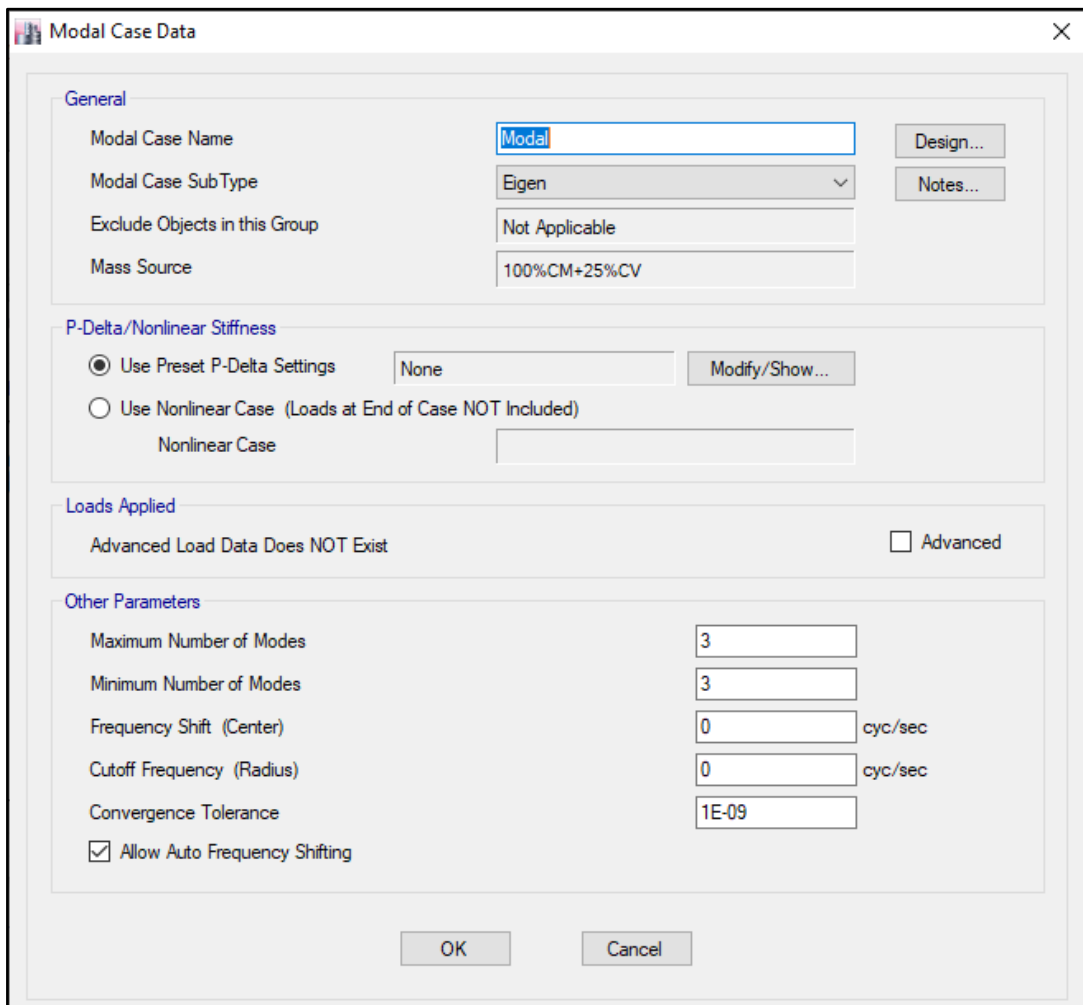 Modal Case Data
General
Modal Case Name Modal Design...
Modal Case SubType Eigen Notes...
Exclude Objects in this Group Not Applicable
Mass Source 100%CM+25%CV
P-Delta/Nonlinear Stiffness
Use Preset P-Delta Settings None Modify/Show...
Use Nonlinear Case (Loads at End of Case NOT Included)
Nonlinear Case
Loads Applied
Advanced Load Data Does NOT Exist Advanced
Other Parameters
Maximum Number of Modes 3
Minimum Number of Modes 3
Frequency Shift (Center) 0 cyc/sec
Cutoff Frequency (Radius) 0 cyc/sec
Convergence Tolerance 1E-09
Allow Auto Frequency Shifting
OK Cancel